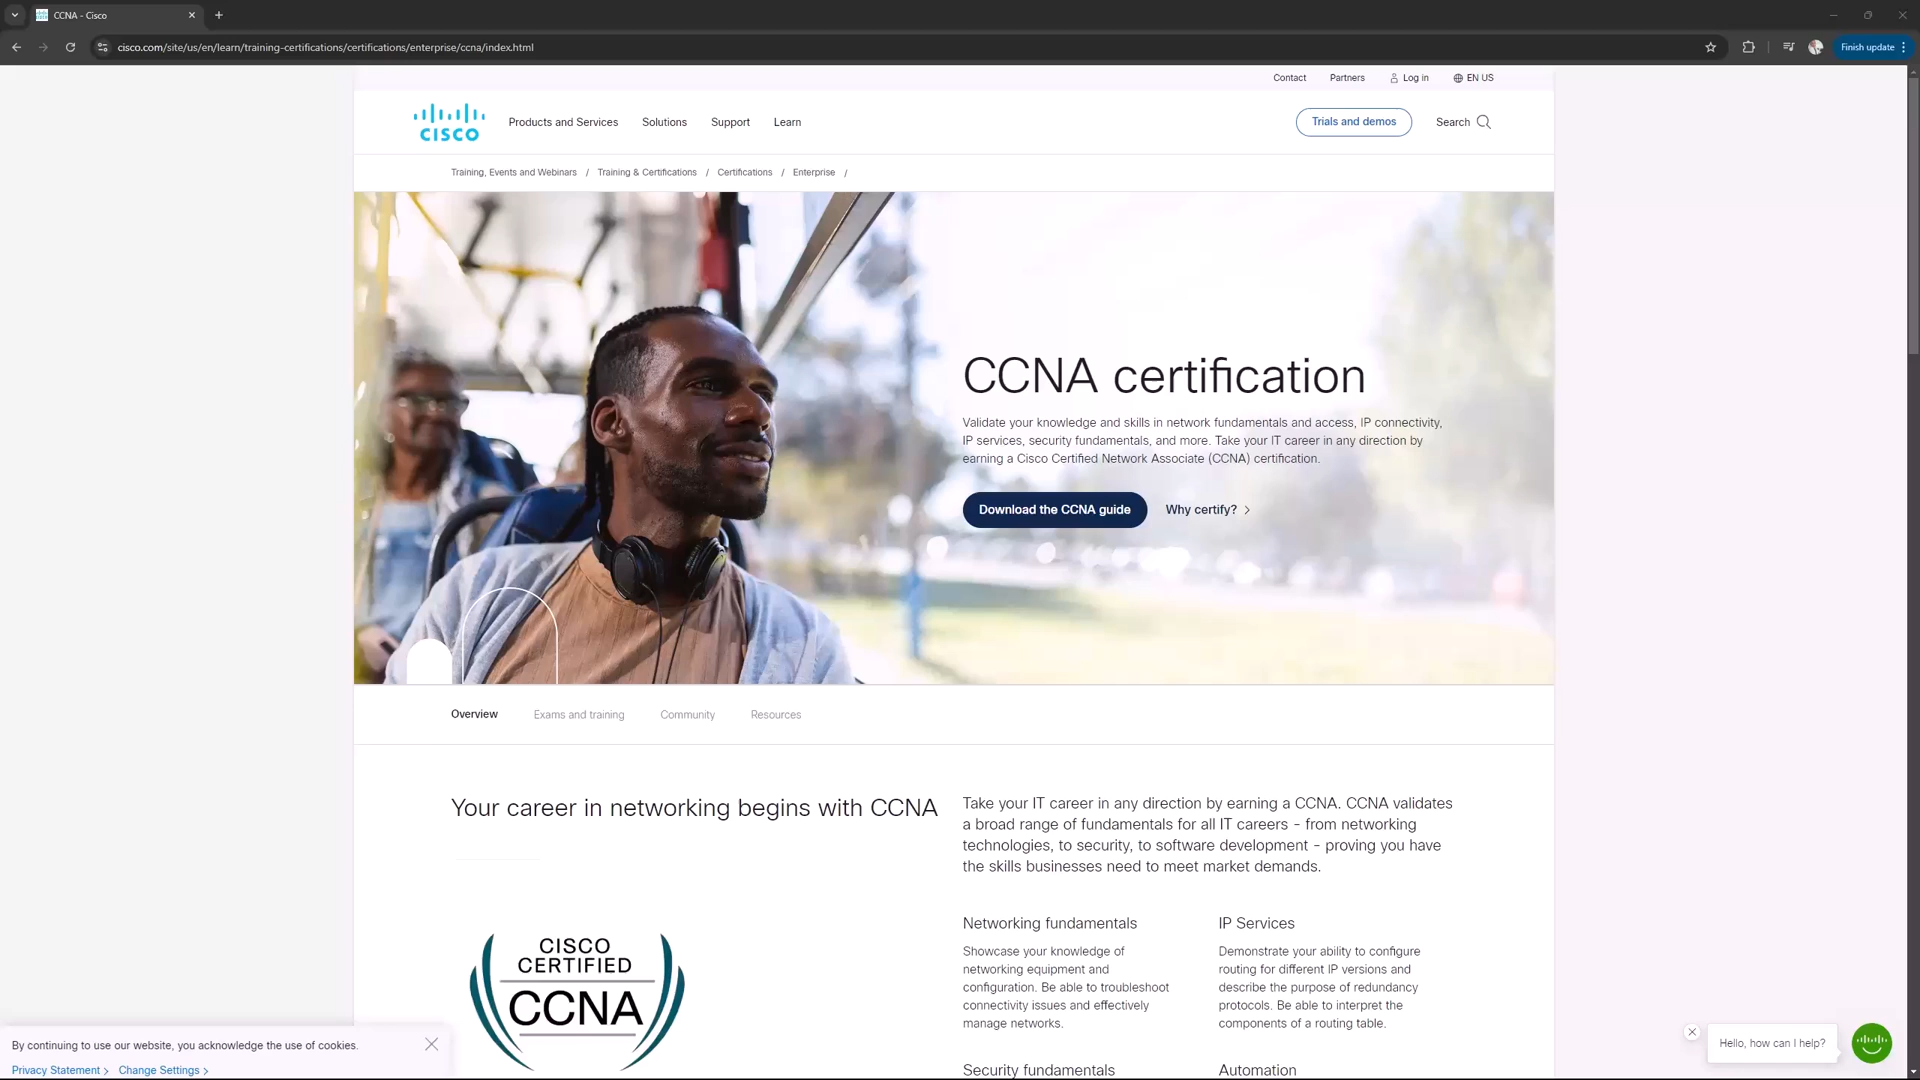 CCNA - Cisco
cisco.com/site/us/en/learn/training-certifications/certifications/enterprise/ccna/index.html
Finish update
Contact
Partners
Log in
EN US
CISCO
Products and Services
Solutions
Support
Learn
Trials and demos
Search
Training, Events and Webinars / Training & Certifications / Certifications / Enterprise /
CCNA certification
Validate your knowledge and skills in network fundamentals and access, IP connectivity,
IP services, security fundamentals, and more. Take your IT career in any direction by
earning a Cisco Certified Network Associate (CCNA) certification.
Download the CCNA guide
Why certify?
Overview
Exams and training
Community
Resources
Your career in networking begins with CCNA
Take your IT career in any direction by earning a CCNA. CCNA validates
a broad range of fundamentals for all IT careers - from networking
technologies, to security, to software development - proving you have
the skills businesses need to meet market demands.
CISCO
CERTIFIED
CCNA
Networking fundamentals
Showcase your knowledge of
networking equipment and
configuration. Be able to troubleshoot
connectivity issues and effectively
manage networks.
IP Services
Demonstrate your ability to configure
routing for different IP versions and
describe the purpose of redundancy
protocols. Be able to interpret the
components of a routing table.
Security fundamentals
Automation
By continuing to use our website, you acknowledge the use of cookies.
Privacy Statement >
Change Settings >
Hello, how can I help?